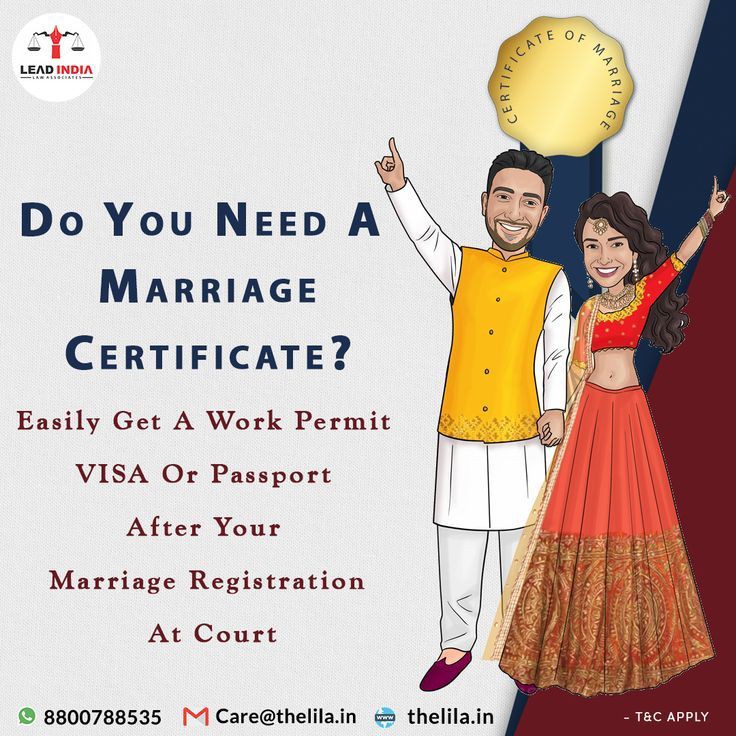 LEAD INDIA
LAW ASSOCIATES
CERTIFICATE OF MARRIAGE
DO YOU NEED A
MARRIAGE
CERTIFICATE?
Easily Get A Work Permit
VISA Or Passport
After Your
Marriage Registration
At Court
8800788535 Care@thelila.in thelila.in
– T&C APPLY